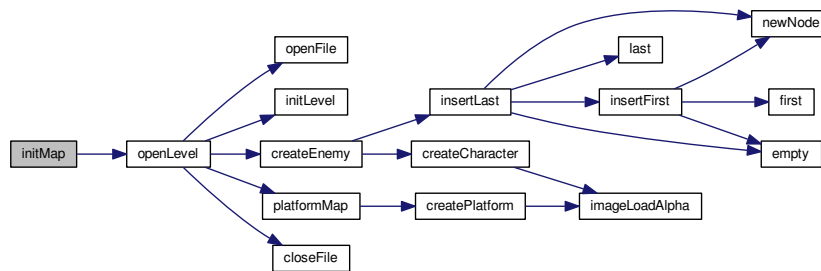 newNode
openFile
last
initLevel
insertLast
insertFirst
first
initMap
openLevel
createEnemy
createCharacter
empty
platformMap
createPlatform
imageLoadAlpha
closeFile